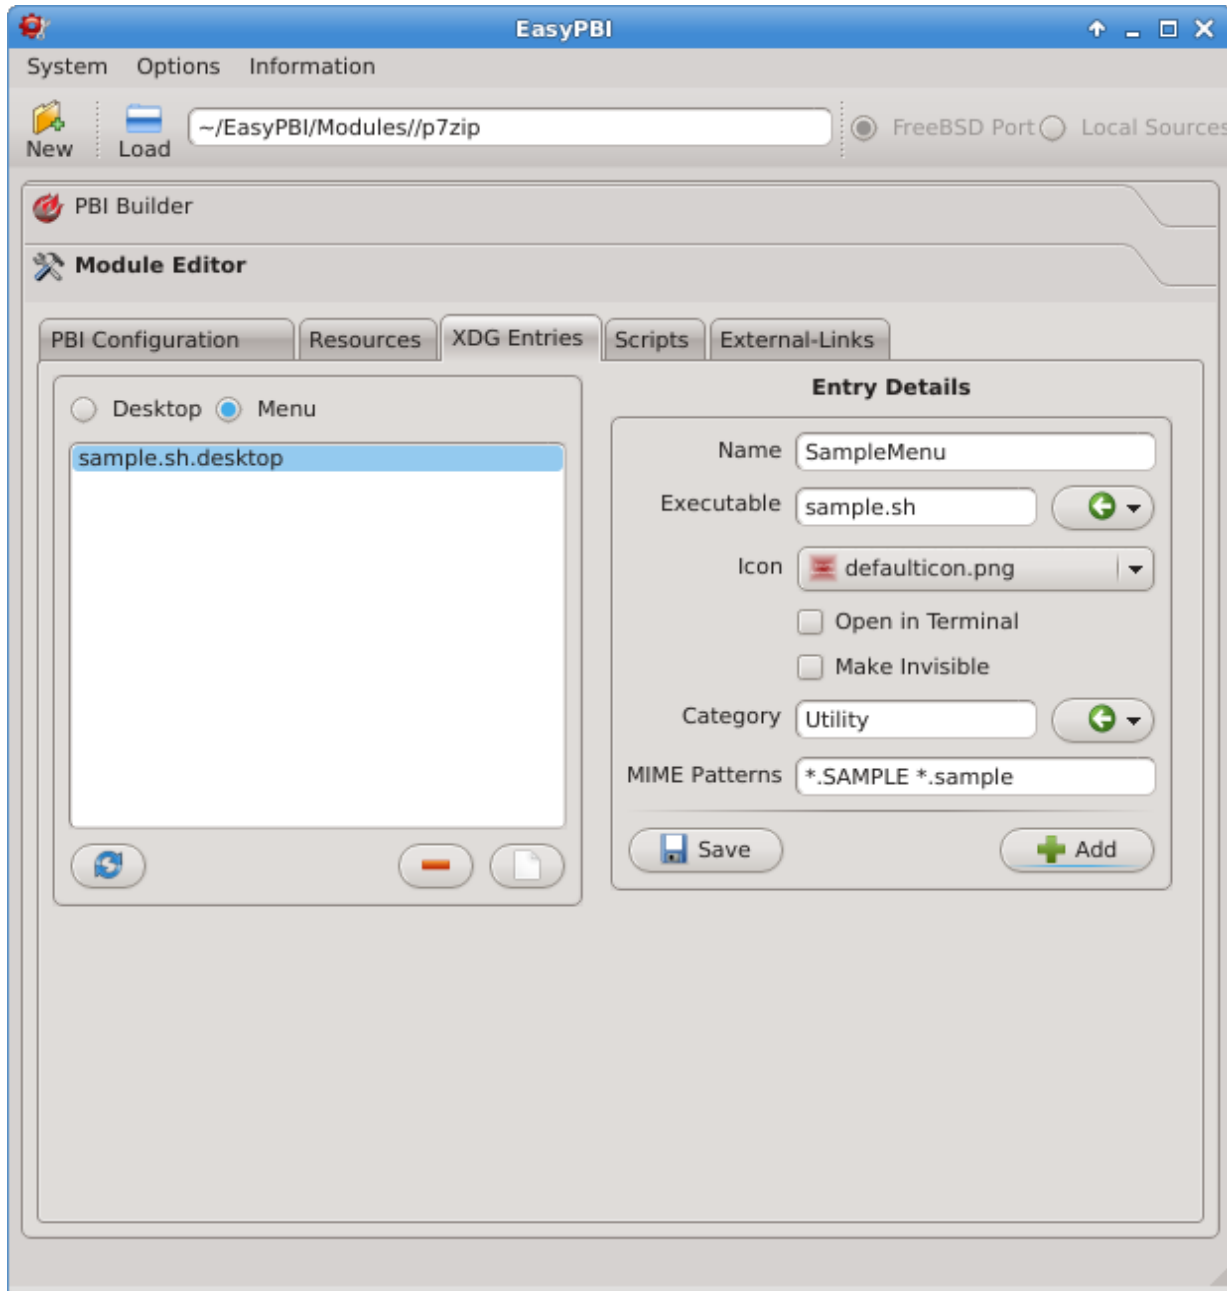 EasyPBI
System Options Information
New Load ~/EasyPBI/Modules//p7zip FreeBSD Port Local Sources
PBI Builder
Module Editor
PBI Configuration Resources XDG Entries Scripts External-Links
Desktop Menu
sample.sh.desktop
Entry Details
Name SampleMenu
Executable sample.sh
Icon defaulticon.png
Open in Terminal
Make Invisible
Category Utility
MIME Patterns *.SAMPLE *.sample
Save Add